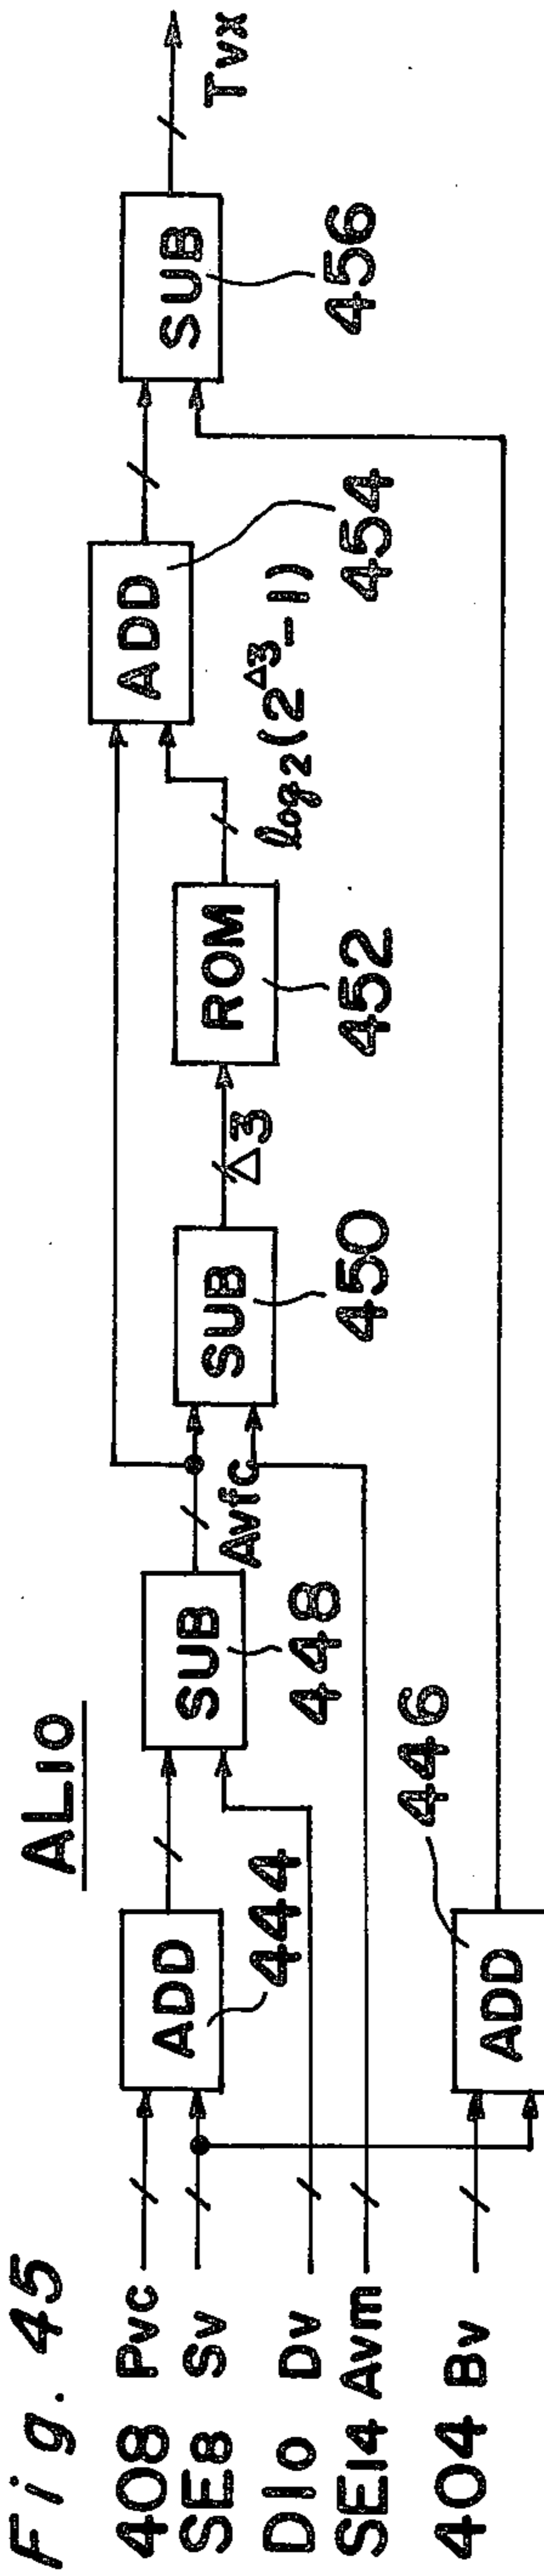 Fig. 45
AL10
408 Pvc
SE8 Sv
D10 Dv
SE14 Avm
404 Bv
ADD
444
ADD
446
SUB
448
Avfc
SUB
450
Δ3
ROM
452
log2(2^Δ3-1)
ADD
454
SUB
456
Tvx